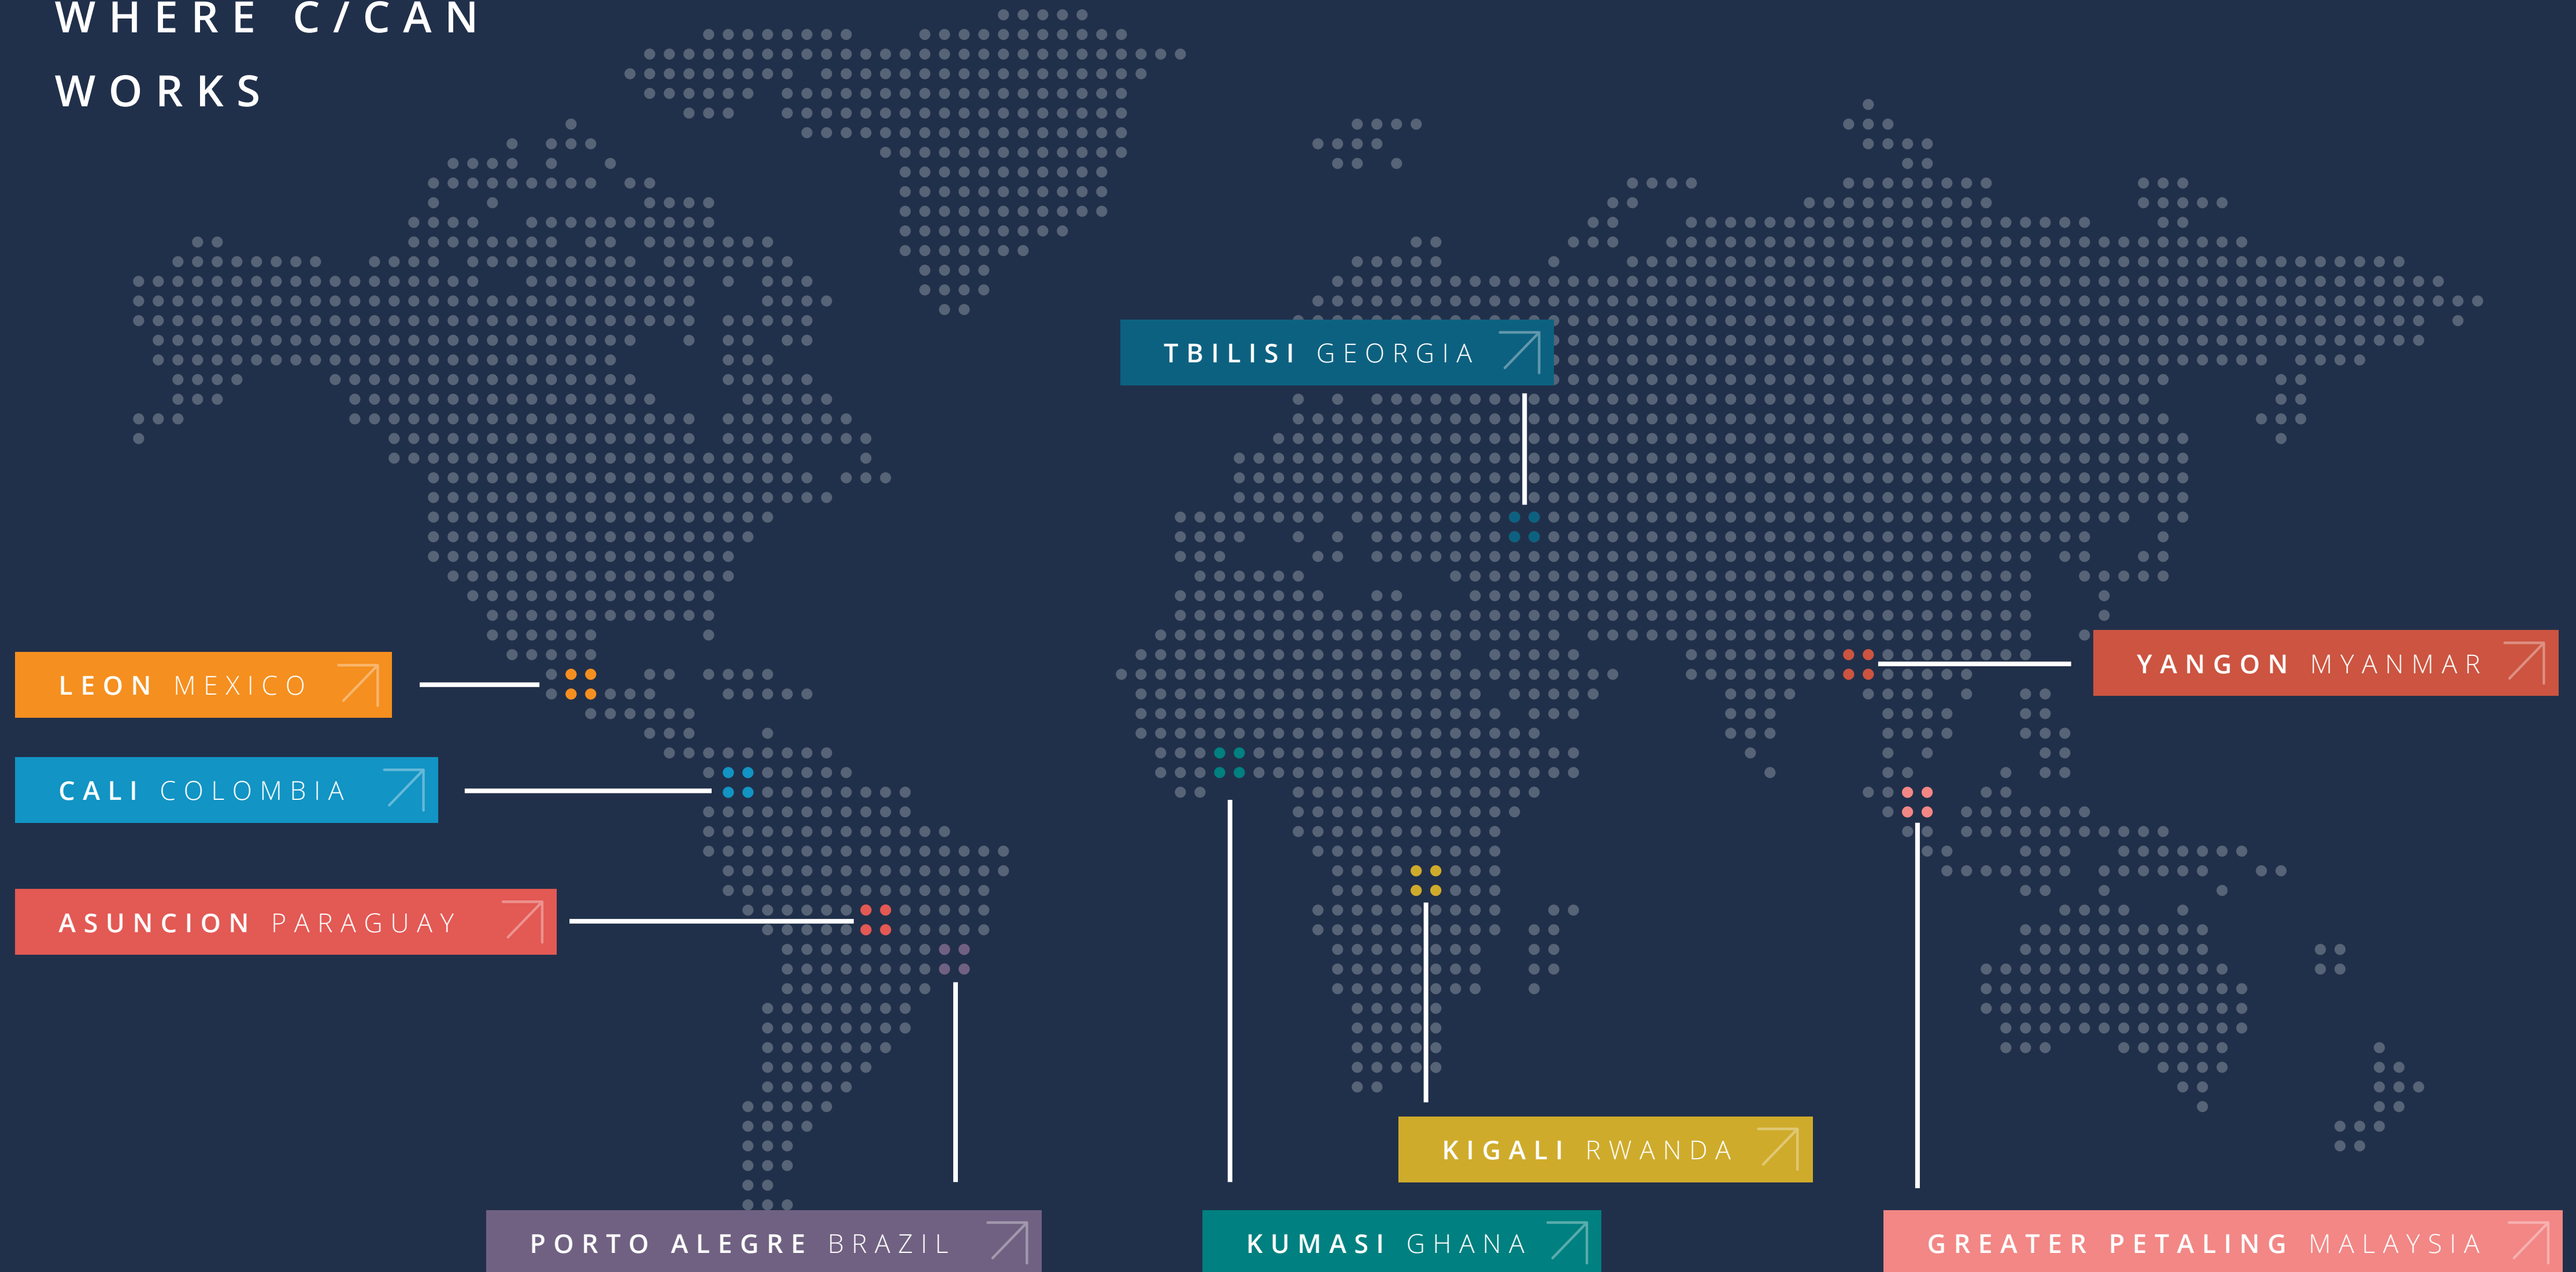 WHERE C/CAN
WORKS
TBILISI GEORGIA
LEON MEXICO
YANGON MYANMAR
CALI COLOMBIA
ASUNCION PARAGUAY
KIGALI RWANDA
PORTO ALEGRE BRAZIL
KUMASI GHANA
GREATER PETALING MALAYSIA